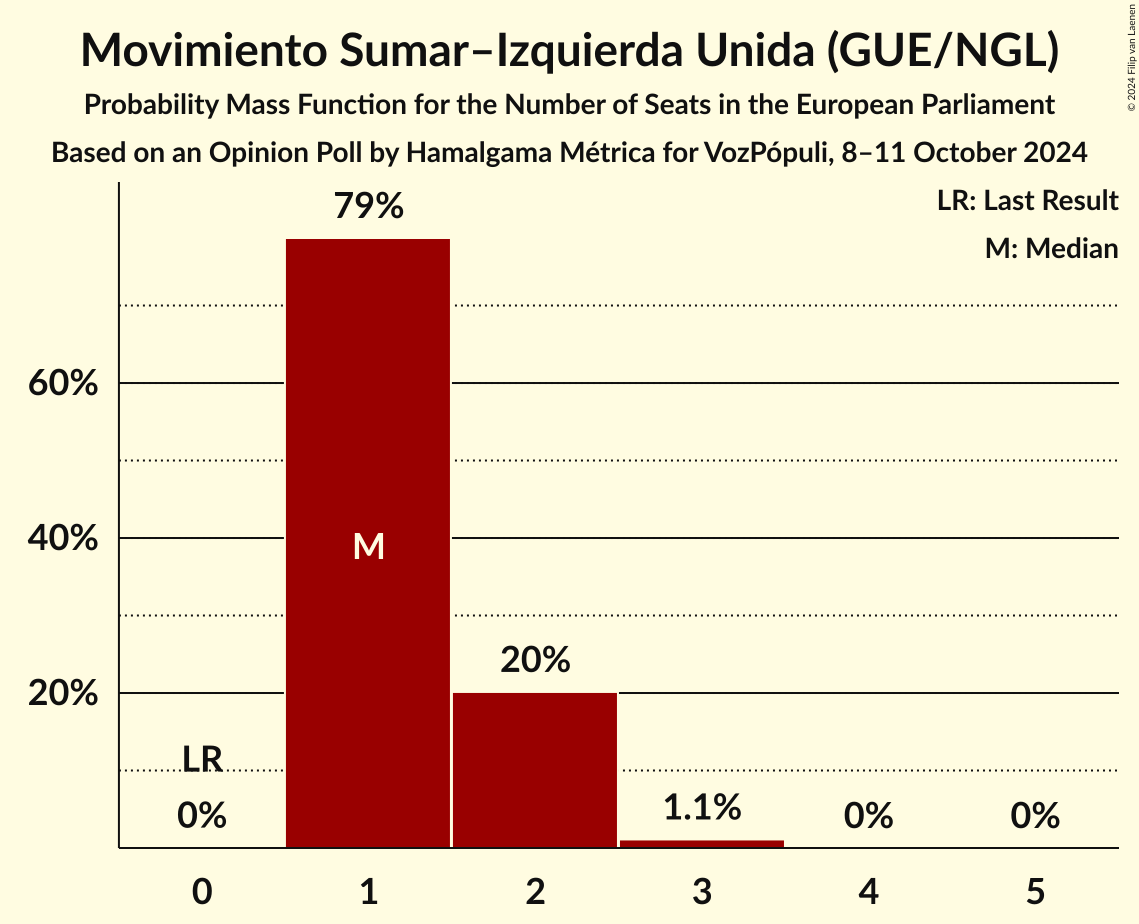 Movimiento Sumar–Izquierda Unida (GUE/NGL)
Probability Mass Function for the Number of Seats in the European Parliament
Based on an Opinion Poll by Hamalgama Métrica for VozPópuli, 8–11 October 2024
© 2024 Filip van Laenen
LR: Last Result
M: Median
79%
60%
40%
M
20%
20%
LR
0%
1.1%
0%
0%
0 1 2 3 4 5